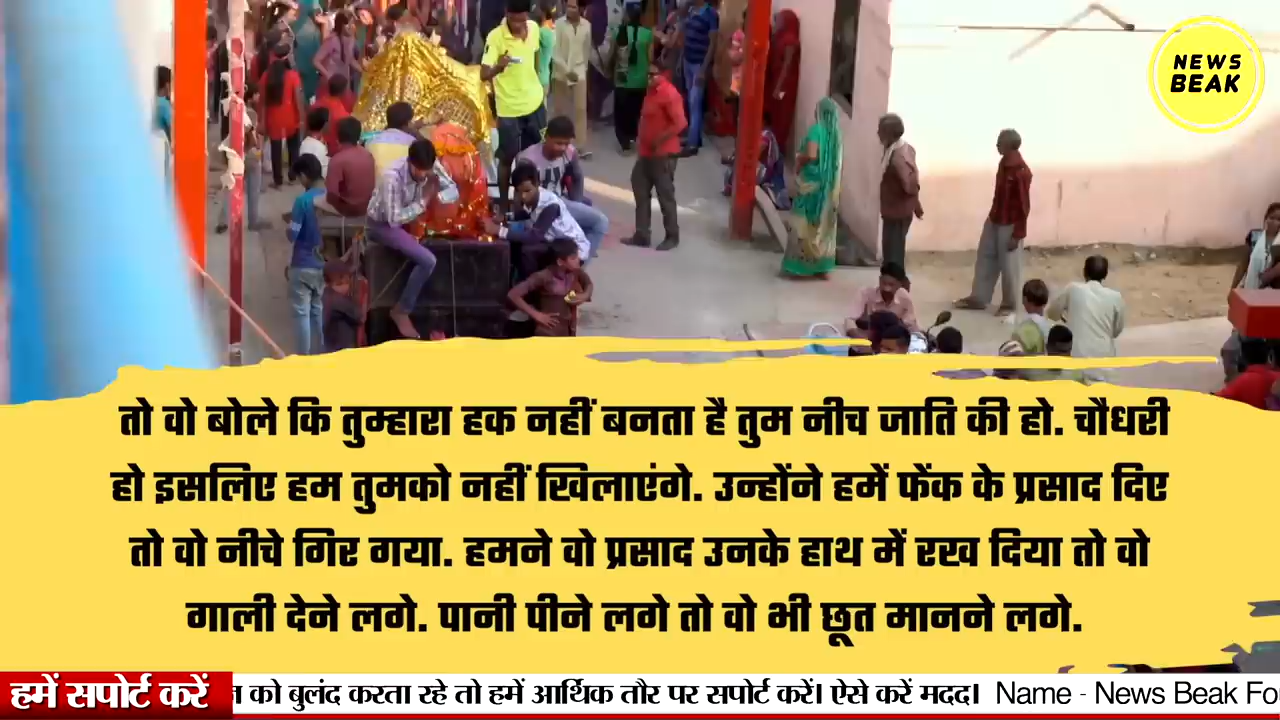 NEWS
BEAK
तो वो बोले कि तुम्हारा हक नहीं बनता है तुम नीच जाति की हो. चौधरी
हो इसलिए हम तुमको नहीं खिलाएंगे. उन्होंने हमें फेंक के प्रसाद दिए
तो वो नीचे गिर गया. हमने वो प्रसाद उनके हाथ में रख दिया तो वो
गाली देने लगे. पानी पीने लगे तो वो भी छूत मानने लगे.
हमें सपोर्ट करें को बुलंद करता रहे तो हमें आर्थिक तौर पर सपोर्ट करें। ऐसे करें मदद। Name - News Beak